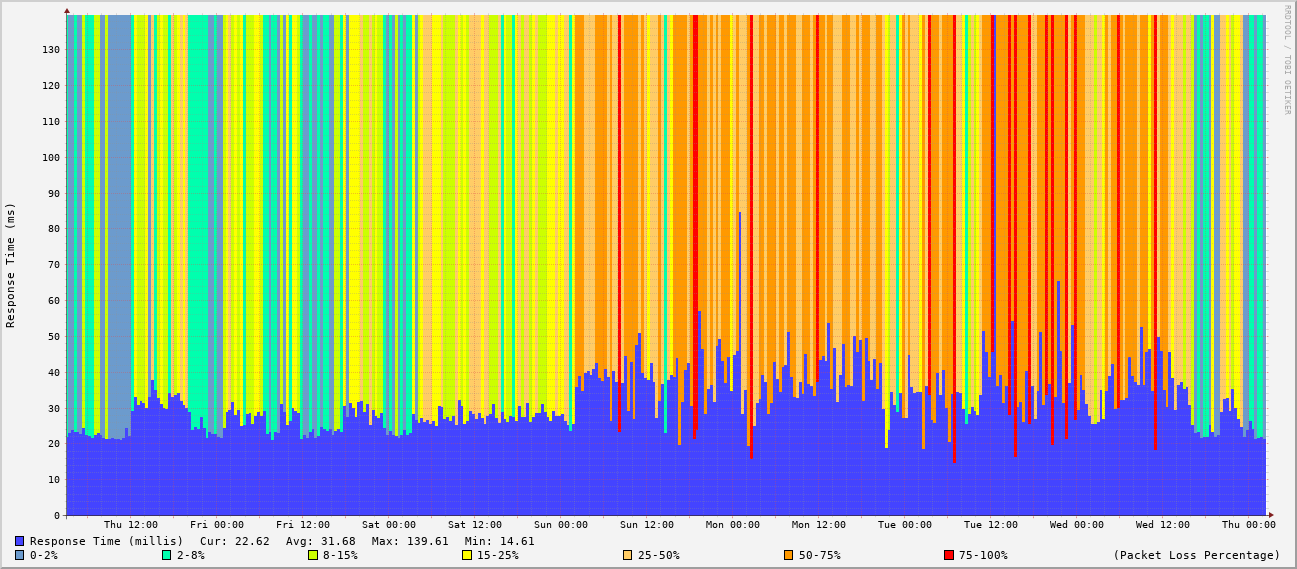 RRDTOOL / TOBI OETIKER
Response Time (ms)
130
120
110
100
90
80
70
60
50
40
30
20
10
0
Thu 12:00 Fri 00:00 Fri 12:00 Sat 00:00 Sat 12:00 Sun 00:00 Sun 12:00 Mon 00:00 Mon 12:00 Tue 00:00 Tue 12:00 Wed 00:00 Wed 12:00 Thu 00:00
Response Time (millis) Cur: 22.62 Avg: 31.68 Max: 139.61 Min: 14.61
0-2% 2-8% 8-15% 15-25% 25-50% 50-75% 75-100% (Packet Loss Percentage)